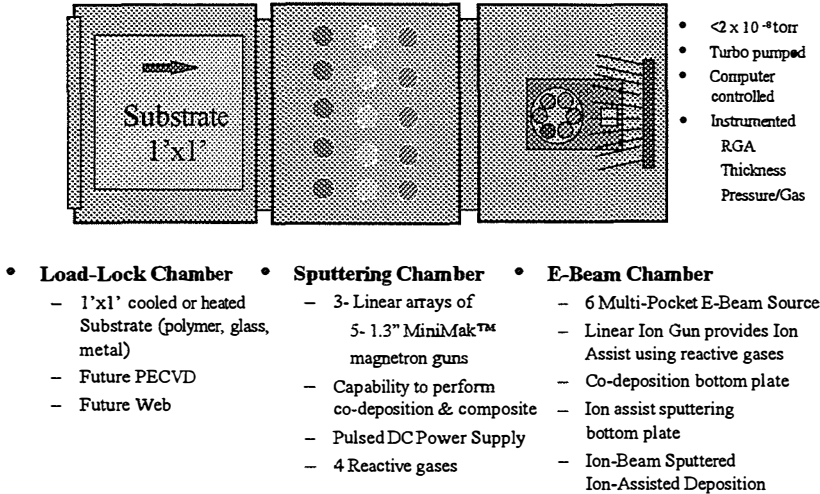 Substrate
1'x1'
• <2 x 10 -8 torr
• Turbo pumped
• Computer
controlled
• Instrumented
RGA
Thickness
Pressure/Gas
• Load-Lock Chamber
– 1'x1' cooled or heated
Substrate (polymer, glass,
metal)
– Future PECVD
– Future Web
• Sputtering Chamber
– 3- Linear arrays of
5- 1.3" MiniMak™
magnetron guns
– Capability to perform
co-deposition & composite
– Pulsed DC Power Supply
– 4 Reactive gases
• E-Beam Chamber
– 6 Multi-Pocket E-Beam Source
– Linear Ion Gun provides Ion
Assist using reactive gases
– Co-deposition bottom plate
– Ion assist sputtering
bottom plate
– Ion-Beam Sputtered
Ion-Assisted Deposition